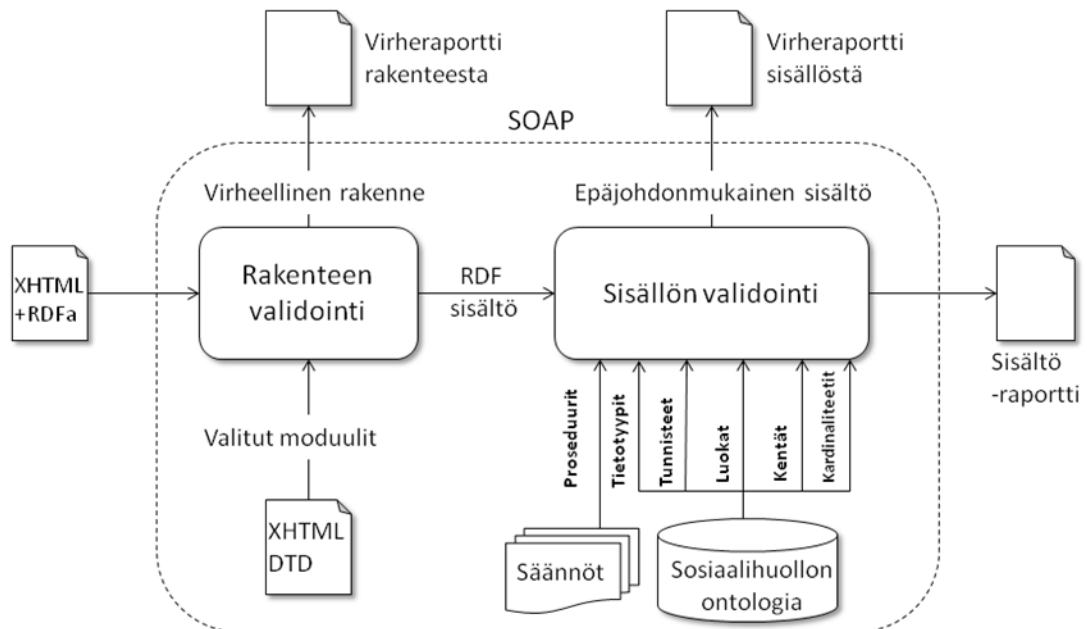 Virheraportti
rakenteesta
Virheraportti
sisällöstä
SOAP
Virheellinen rakenne
Epäjohdonmukainen sisältö
XHTML
+RDFa
Rakenteen
validointi
RDF
sisältö
Sisällön validointi
Sisältö
-raportti
Valitut moduulit
Proseduurit
Tietotyypit
Tunnisteet
Luokat
Kentät
Kardinaliteetit
XHTML
DTD
Säännöt
Sosiaalihuollon
ontologia